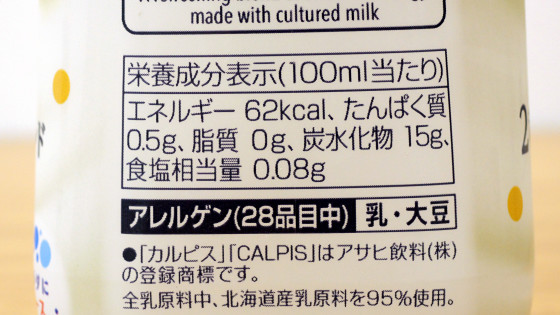 made with cultured milk
栄養成分表示(100ml当たり)
エネルギー 62kcal、たんぱく質
0.5g、脂質 0g、炭水化物 15g、
食塩相当量 0.08g
アレルゲン(28品目中) 乳・大豆
●「カルピス」「CALPIS」はアサヒ飲料(株)
の登録商標です。
全乳原料中、北海道産乳原料を95%使用。